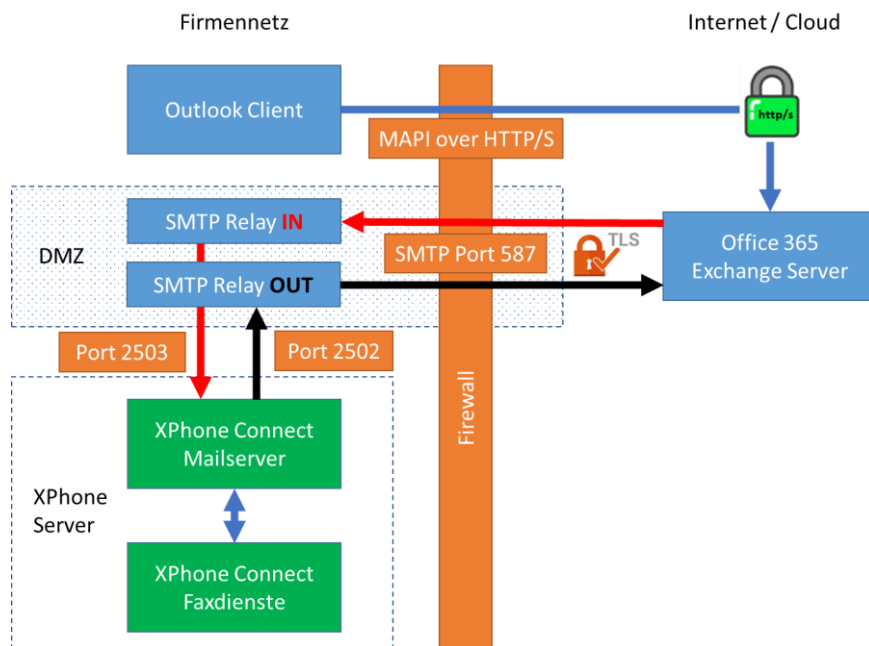 Firmennetz
Internet / Cloud
Outlook Client
http/s
MAPI over HTTP/S
SMTP Relay IN
DMZ
SMTP Port 587
TLS
Office 365
Exchange Server
SMTP Relay OUT
Port 2503
Port 2502
Firewall
XPhone Connect
Mailserver
XPhone
Server
XPhone Connect
Faxdienste